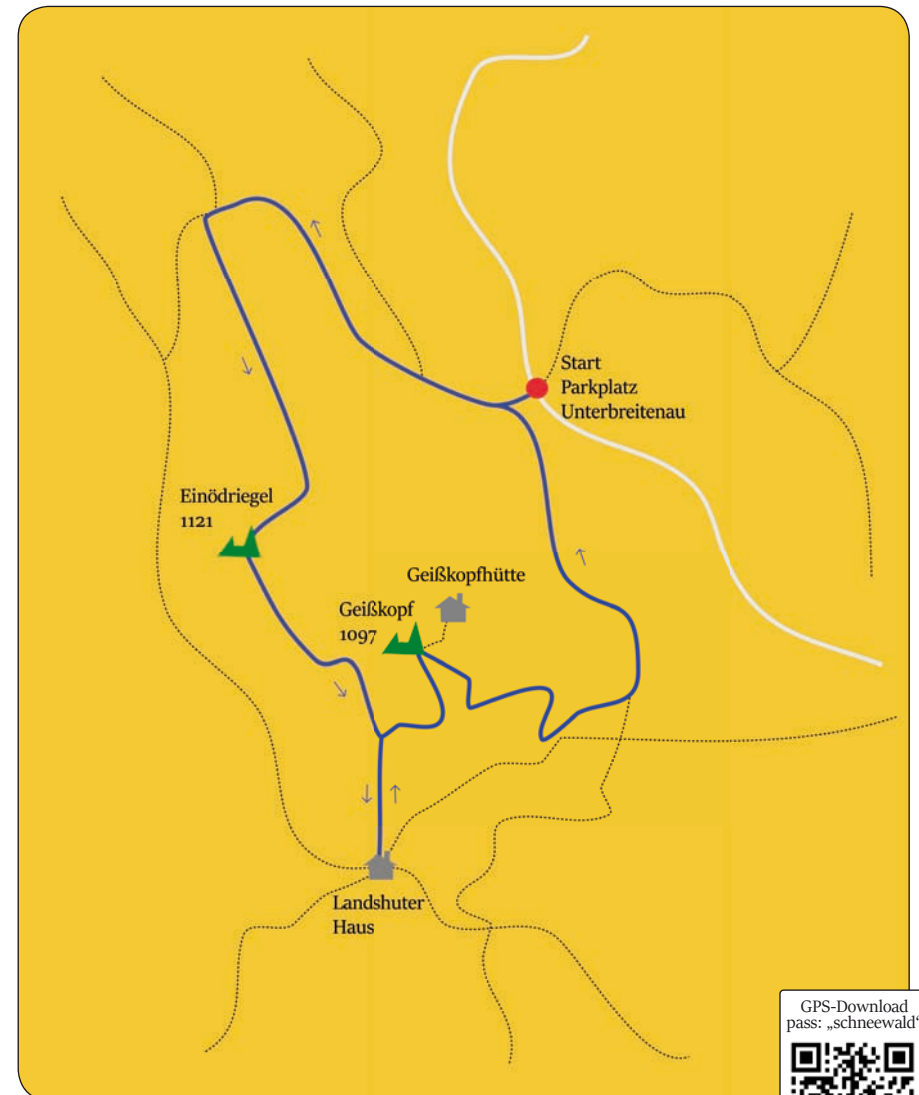 Start
Parkplatz
Unterbreitenau
Einödriegel
1121
Geißkopfhütte
Geißkopf
1097
Landshuter
Haus
GPS-Download
pass: „schneewald“